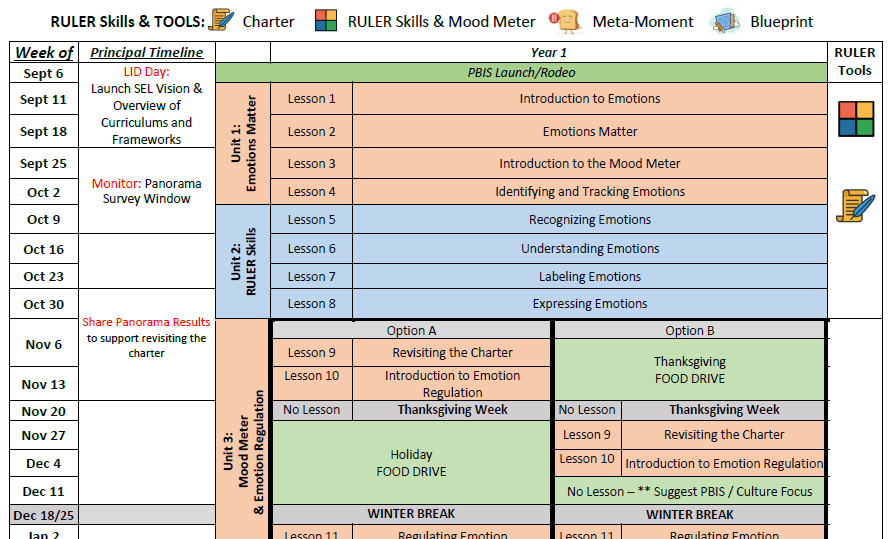 RULER Skills & TOOLS: Charter RULER Skills & Mood Meter Meta-Moment Blueprint
Week of Principal Timeline Year 1 RULER Tools
Sept 6 LID Day: PBIS Launch/Rodeo
Launch SEL Vision &
Overview of
Curriculums and
Frameworks
Unit 1:
Emotions Matter
Sept 11 Lesson 1 Introduction to Emotions
Sept 18 Lesson 2 Emotions Matter
Sept 25 Lesson 3 Introduction to the Mood Meter
Monitor: Panorama
Survey Window
Oct 2 Lesson 4 Identifying and Tracking Emotions
Unit 2:
RULER Skills
Oct 9 Lesson 5 Recognizing Emotions
Oct 16 Lesson 6 Understanding Emotions
Oct 23 Lesson 7 Labeling Emotions
Oct 30 Lesson 8 Expressing Emotions
Share Panorama Results
to support revisiting the
charter
Unit 3:
Mood Meter
& Emotion Regulation
Option A Option B
Nov 6 Lesson 9 Revisiting the Charter Thanksgiving
FOOD DRIVE
Nov 13 Lesson 10 Introduction to Emotion
Regulation
Nov 20 No Lesson Thanksgiving Week No Lesson Thanksgiving Week
Nov 27 Lesson 9 Revisiting the Charter
Holiday
FOOD DRIVE
Dec 4 Lesson 10 Introduction to Emotion Regulation
Dec 11 No Lesson – ** Suggest PBIS / Culture Focus
Dec 18/25 WINTER BREAK WINTER BREAK
Jan 2 Lesson 11 Regulating Emotion Lesson 11 Regulating Emotion